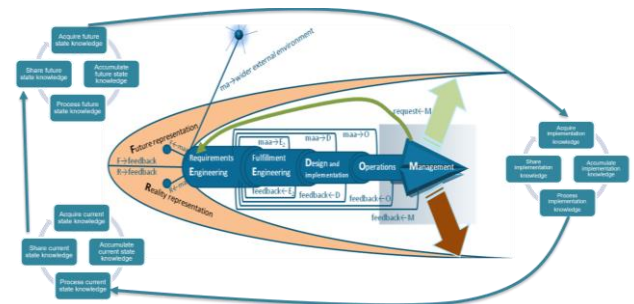 Acquire future
state knowledge
Share future
state knowledge
Accumulate
future state
knowledge
Process future
state knowledge
ma→wider external environment
Future representation
F→feedback
R→feedback
Reality representation
Requirements
Engineering
Fulfillment
Engineering
Design and
implementation
Operations
Management
maa→D
maa→O
request←M
feedback←D
feedback←O
feedback←M
Acquire current
state knowledge
Share current
state knowledge
Accumulate
current state
knowledge
Process current
state knowledge
Acquire
implementation
knowledge
Share
implementation
knowledge
Accumulate
implementation
knowledge
Process
implementation
knowledge